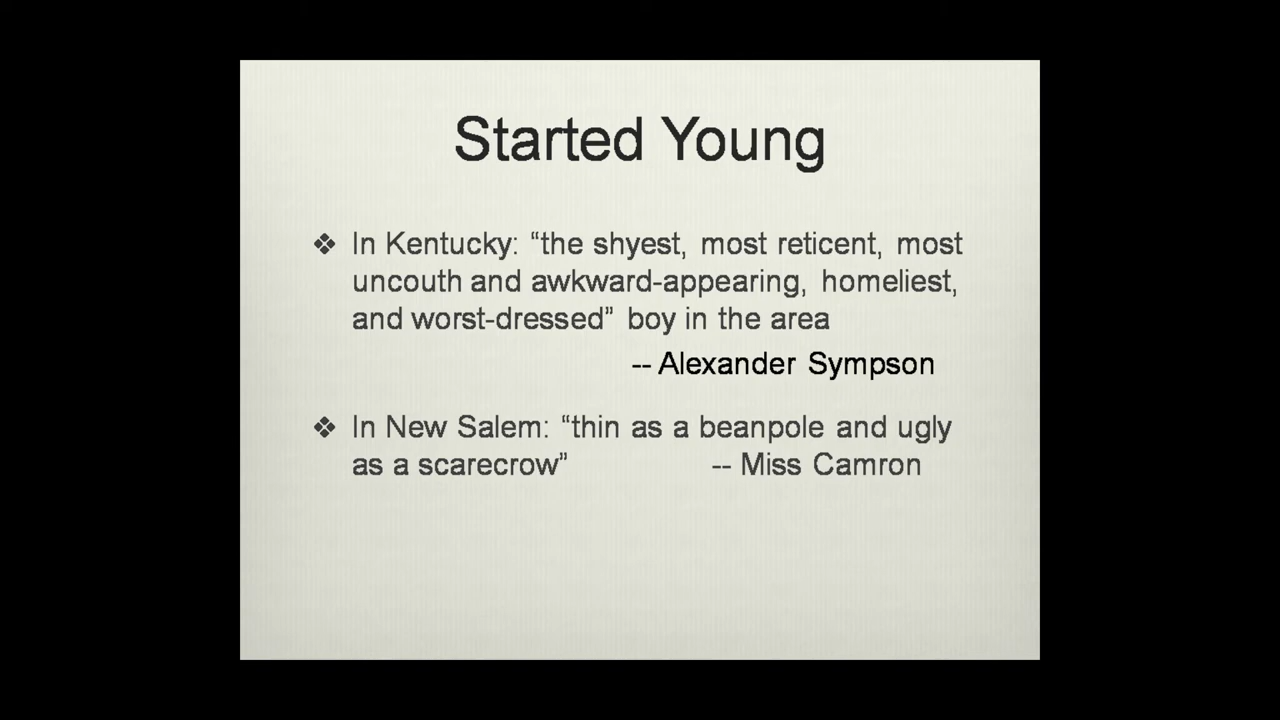 Started Young
❖ In Kentucky: “the shyest, most reticent, most
uncouth and awkward-appearing, homeliest,
and worst-dressed” boy in the area
-- Alexander Sympson
❖ In New Salem: “thin as a beanpole and ugly
as a scarecrow” -- Miss Camron